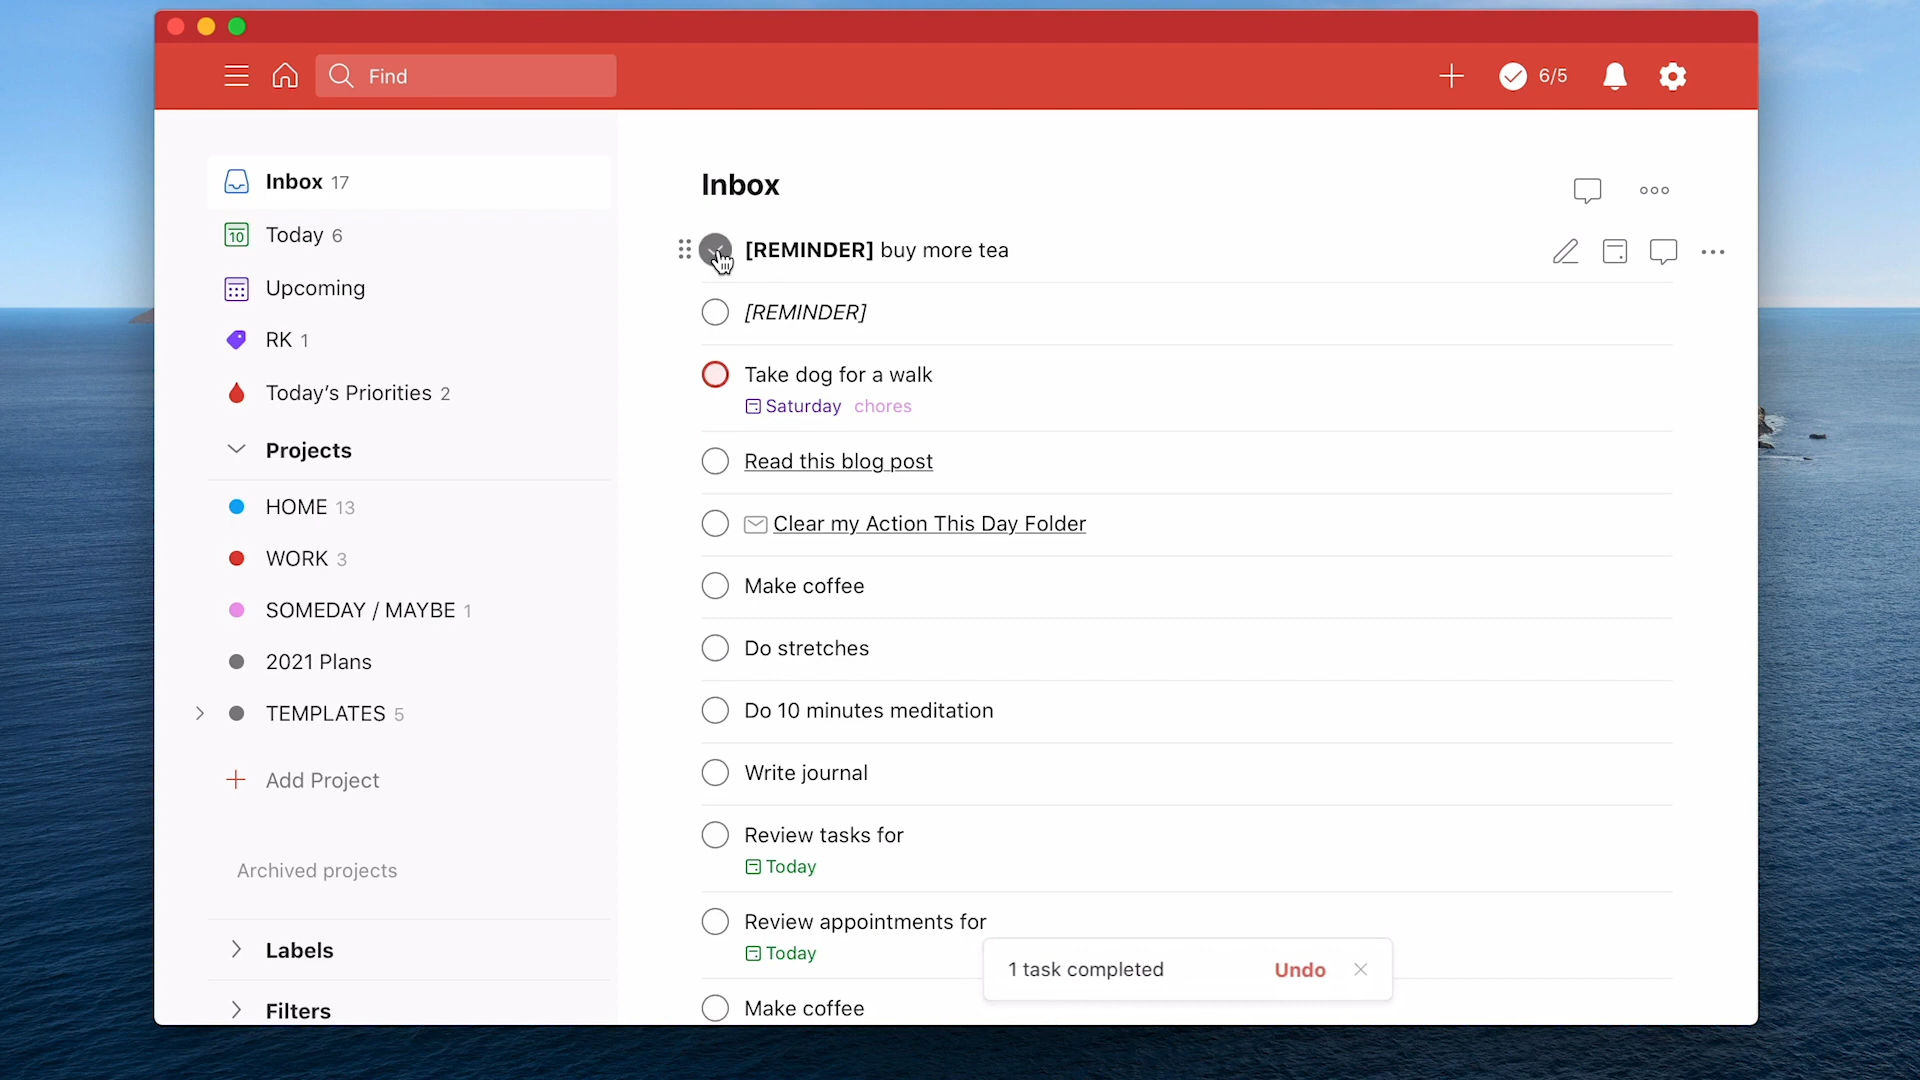 Find
6/5
Inbox 17
10 Today 6
Upcoming
RK 1
Today's Priorities 2
Projects
HOME 13
WORK 3
SOMEDAY / MAYBE 1
2021 Plans
TEMPLATES 5
Add Project
Archived projects
Labels
Filters
Inbox
[REMINDER] buy more tea
[REMINDER]
Take dog for a walk
Saturday chores
Read this blog post
Clear my Action This Day Folder
Make coffee
Do stretches
Do 10 minutes meditation
Write journal
Review tasks for
Today
Review appointments for
Today
Make coffee
1 task completed Undo